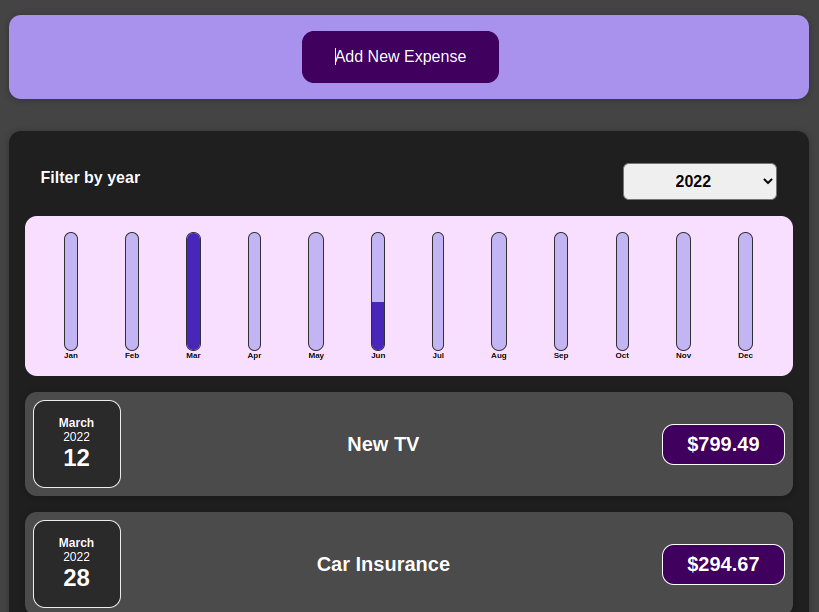 Add New Expense
Filter by year
2022
Jan Feb Mar Apr May Jun Jul Aug Sep Oct Nov Dec
March
2022
12
New TV
$799.49
March
2022
28
Car Insurance
$294.67